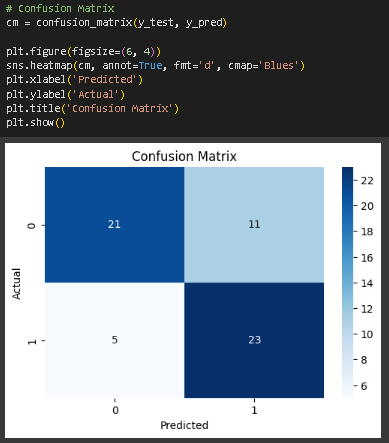 # Confusion Matrix
cm = confusion_matrix(y_test, y_pred)
plt.figure(figsize=(6, 4))
sns.heatmap(cm, annot=True, fmt='d', cmap='Blues')
plt.xlabel('Predicted')
plt.ylabel('Actual')
plt.title('Confusion Matrix')
plt.show()
Confusion Matrix
Actual
0
21
11
1
5
23
0
1
Predicted
22
20
18
16
14
12
10
8
6